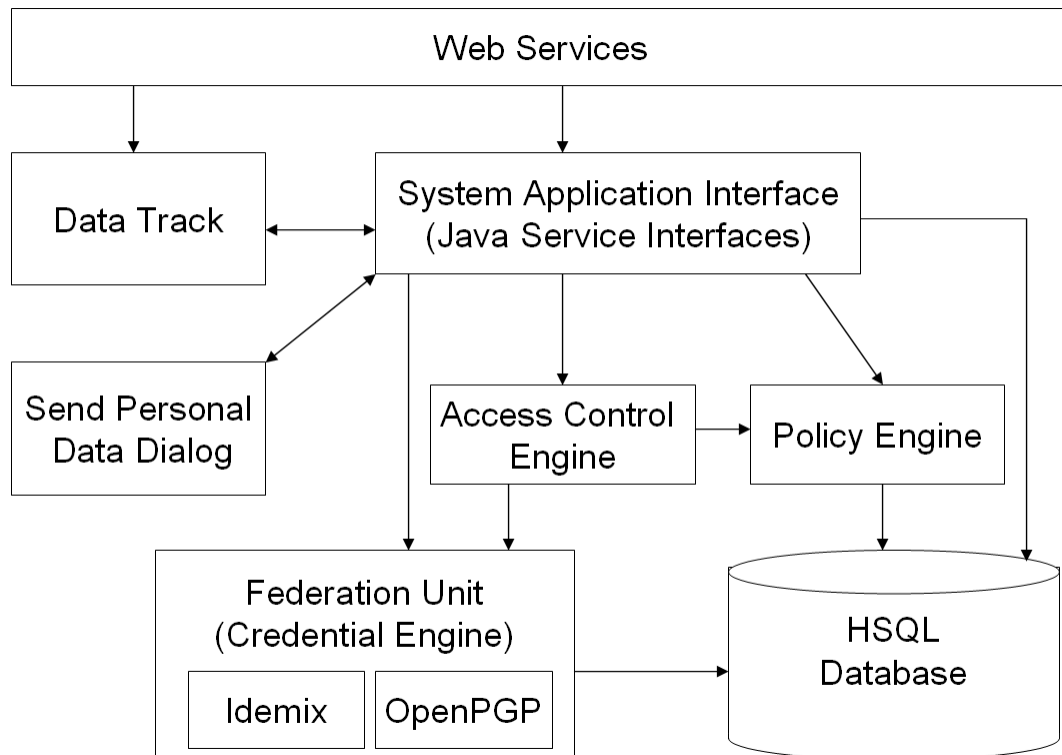 Web Services
Data Track
System Application Interface
(Java Service Interfaces)
Send Personal
Data Dialog
Access Control
Engine
Policy Engine
Federation Unit
(Credential Engine)
Idemix
OpenPGP
HSQL
Database